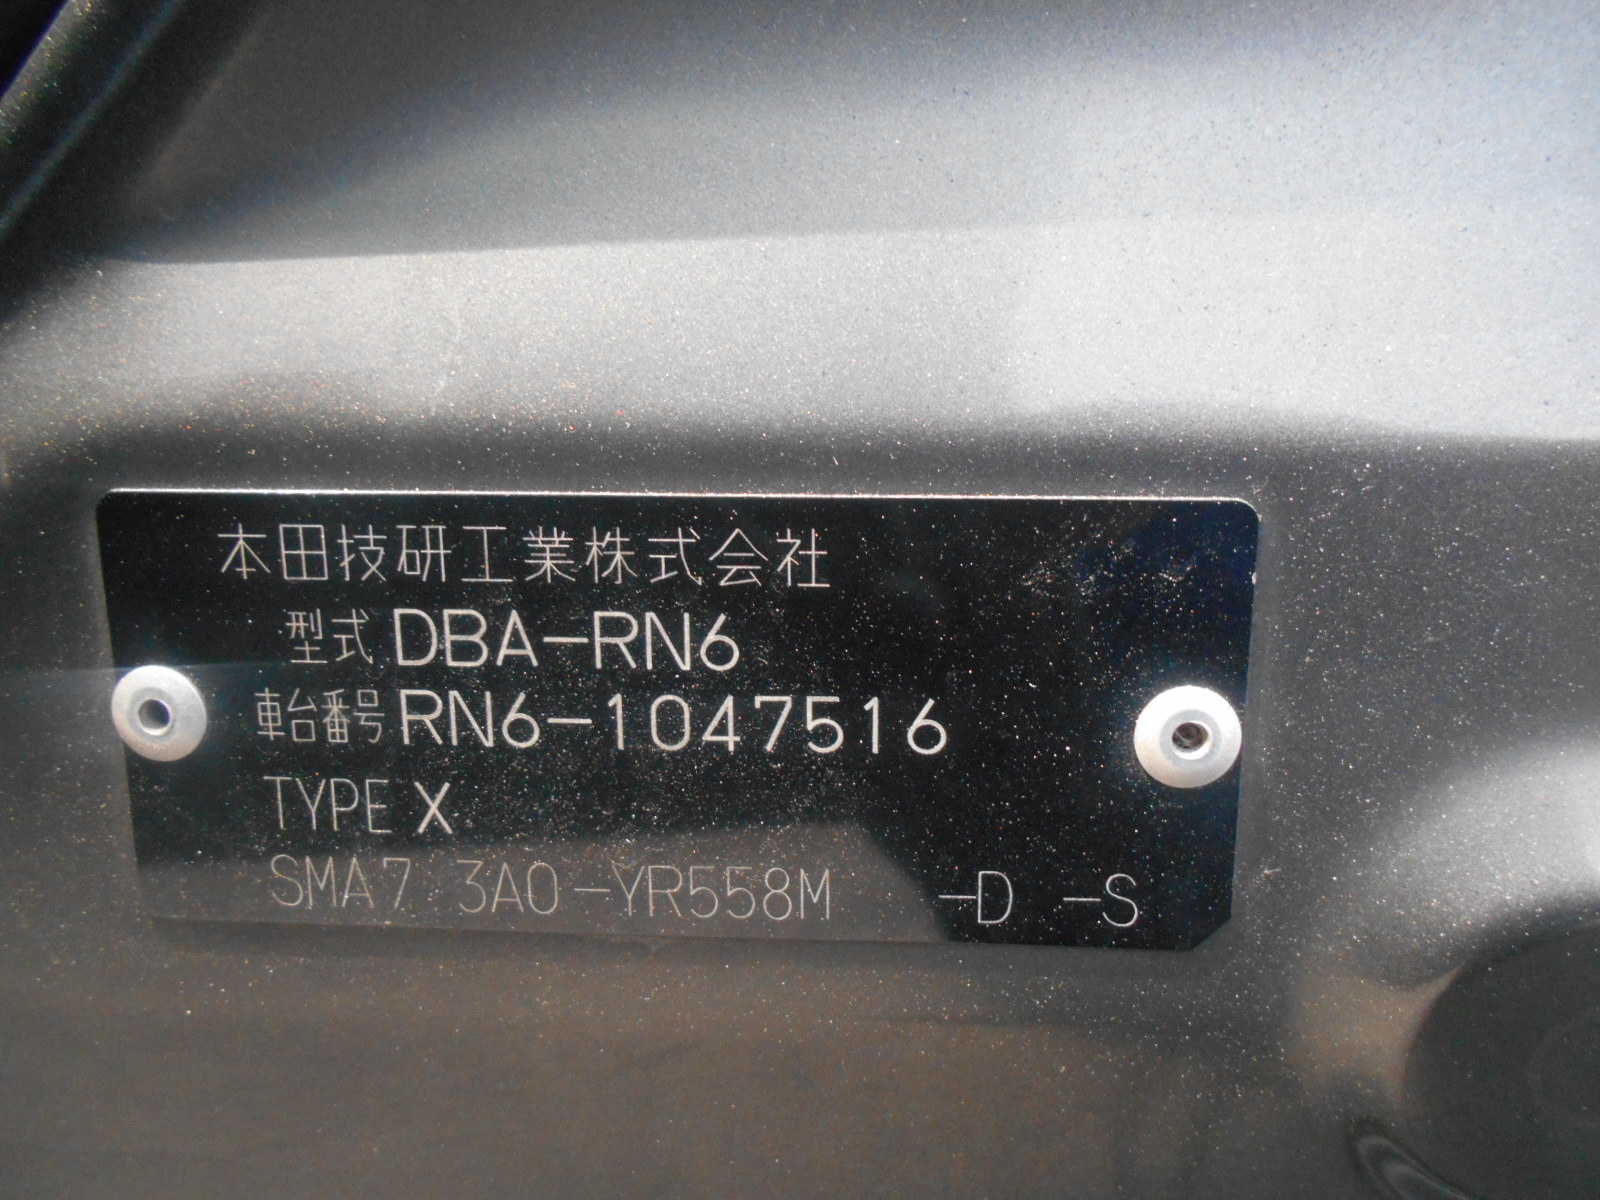 本田技研工業株式会社
型式 DBA-RN6
車台番号 RN6-1047516
TYPE X
SMA7 3A0-YR558M -D -S